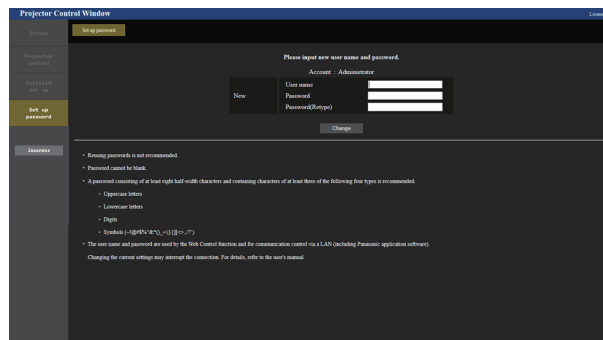 Projector Control Window
License
Status
Set up password
Projector
control
Please input new user name and password.
Account : Administrator
Detailed
set up
New
User name
Password
Password(Retype)
Set up
password
Change
Japanese
• Reusing passwords is not recommended.
• Password cannot be blank.
• A password consisting of at least eight half-width characters and containing characters of at least three of the following four types is recommended.
• Uppercase letters
• Lowercase letters
• Digits
• Symbols
• The user name and password are used by the Web Control function and for communication control via a LAN (including Panasonic application software).
Changing the current settings may interrupt the connection. For details, refer to the user's manual.